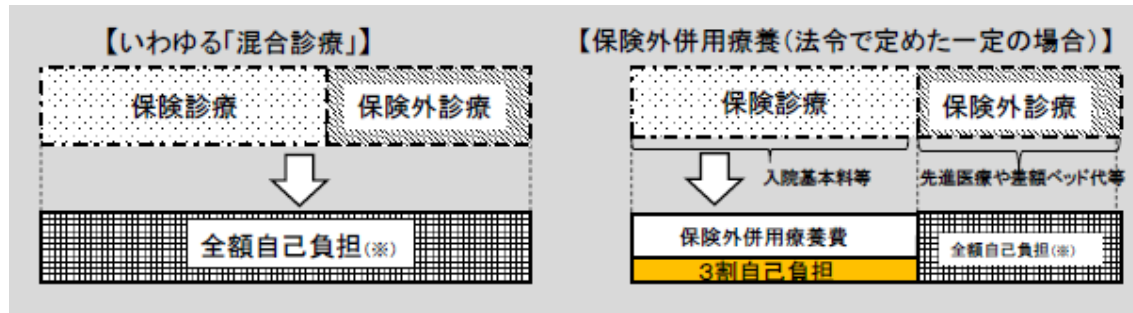 【いわゆる「混合診療」】
保険診療
保険外診療
全額自己負担(※)
【保険外併用療養(法令で定めた一定の場合)】
保険診療
保険外診療
入院基本料等
先進医療や差額ベッド代等
保険外併用療養費
3割自己負担
全額自己負担(※)